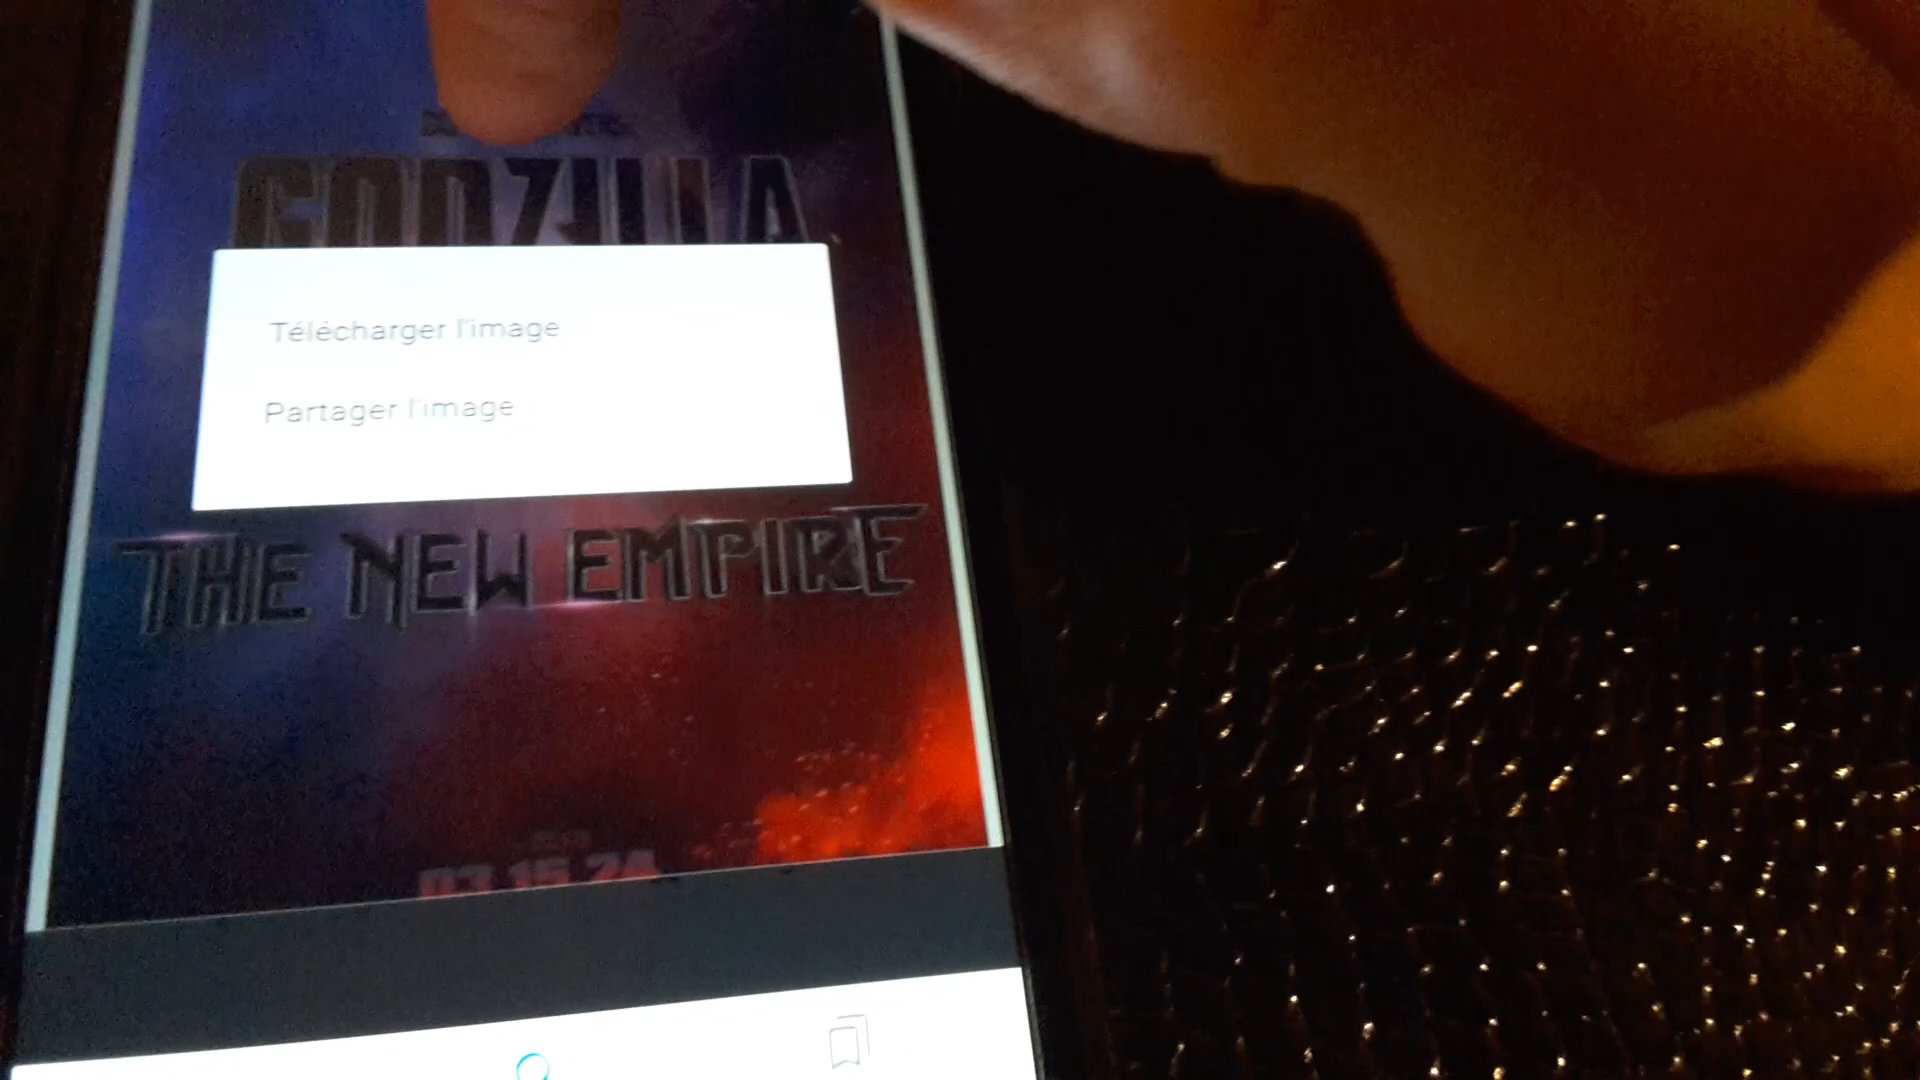 GODZILLA
Télécharger l'image
Partager l'image
THE NEW EMPIRE
03.15.24